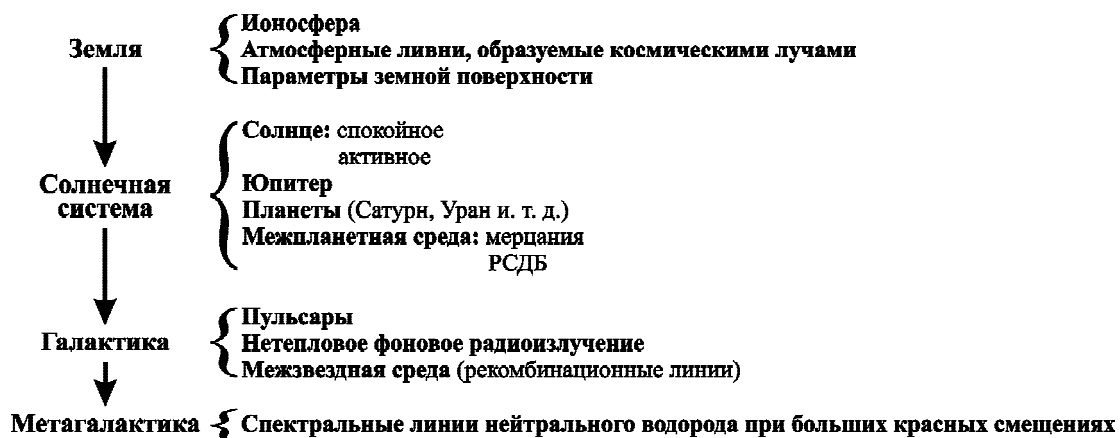 Земля
Ионосфера
Атмосферные ливни, образуемые космическими лучами
Параметры земной поверхности
Солнечная
система
Солнце: спокойное
активное
Юпитер
Планеты (Сатурн, Уран и. т. д.)
Межпланетная среда: мерцания
РСДБ
Галактика
Пульсары
Нетепловое фоновое радиоизлучение
Межзвездная среда (рекомбинационные линии)
Метагалактика
Спектральные линии нейтрального водорода при больших красных смещениях